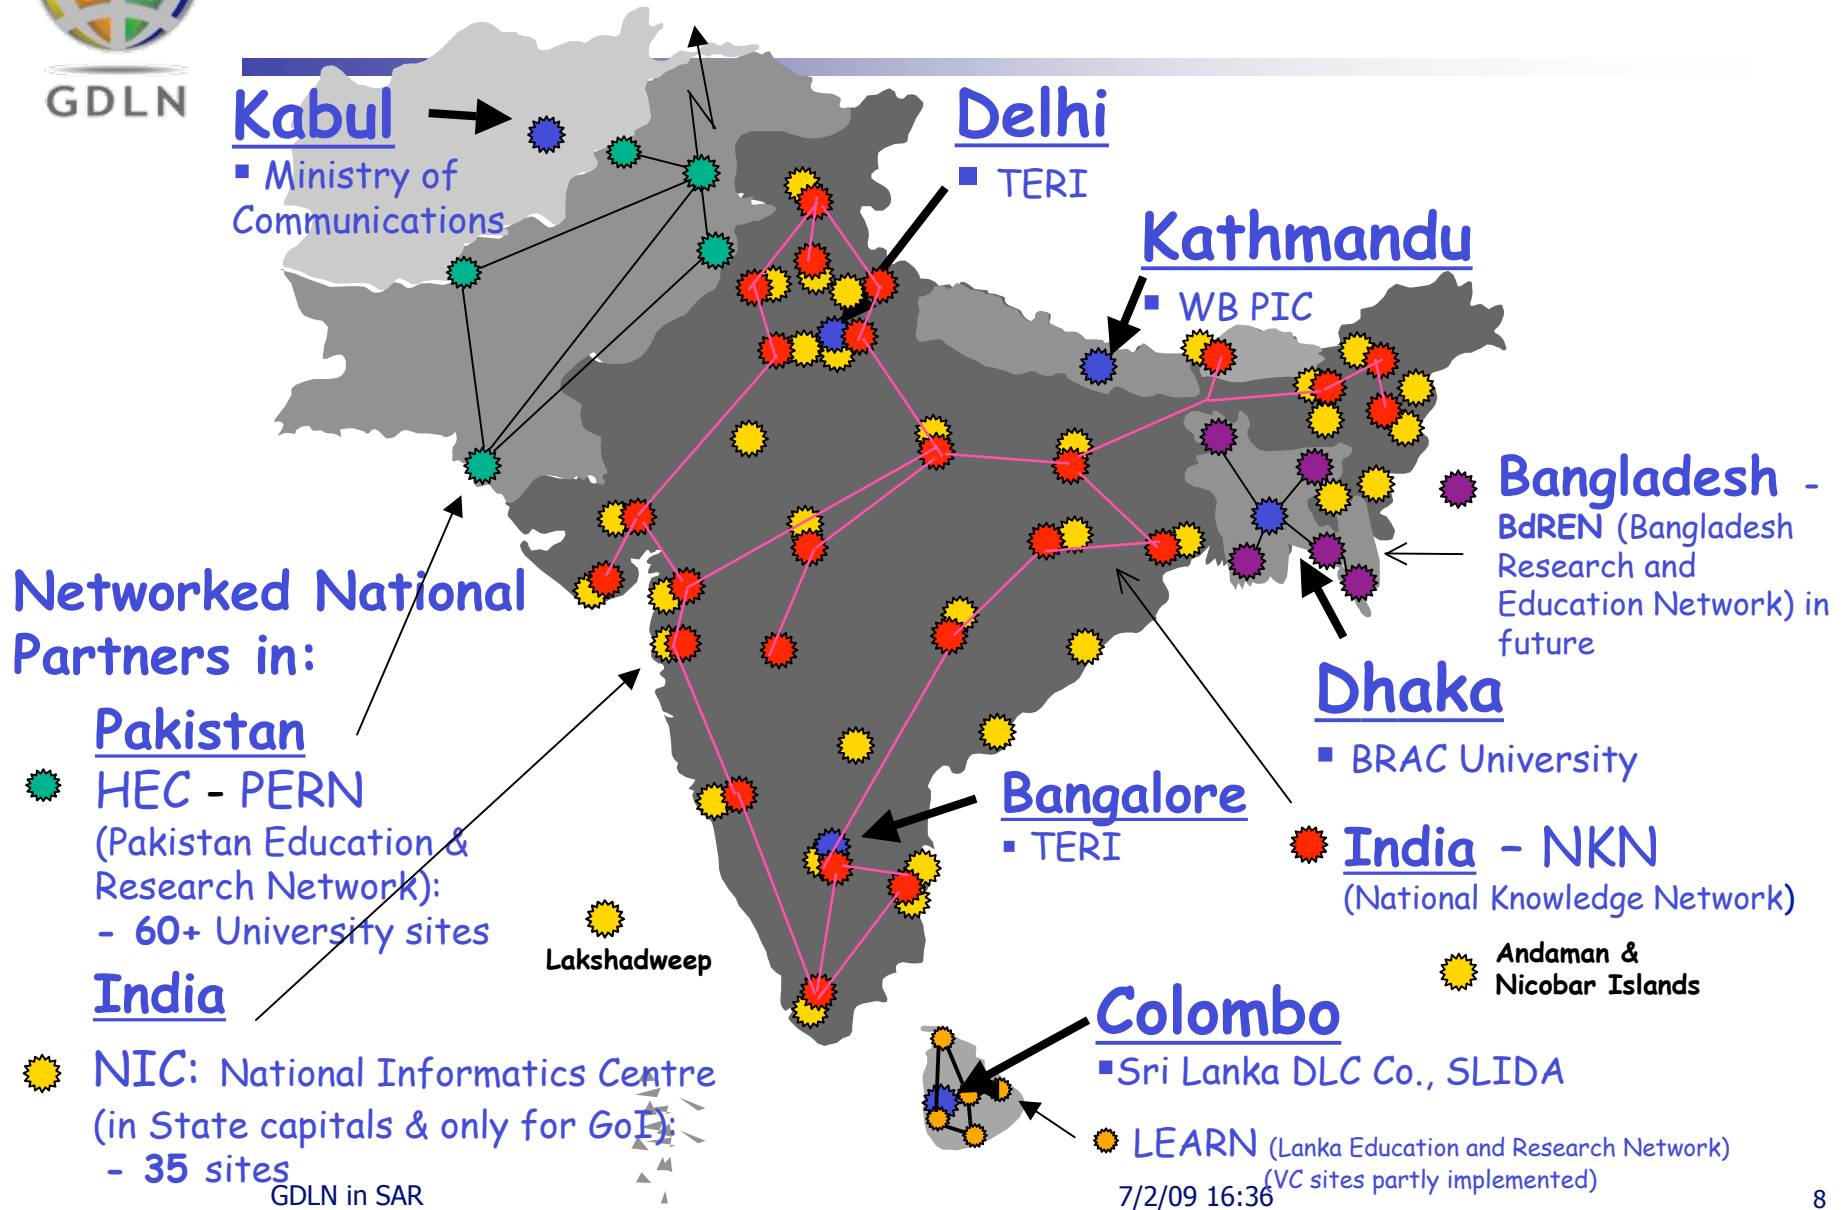 GDLN
Kabul
▪ Ministry of
Communications
Delhi
▪ TERI
Kathmandu
▪ WB PIC
Bangladesh -
BdREN (Bangladesh
Research and
Education Network) in
future
Networked National
Partners in:
Pakistan
HEC - PERN
(Pakistan Education &
Research Network):
- 60+ University sites
India
NIC: National Informatics Centre
(in State capitals & only for GoI):
- 35 sites
Dhaka
▪ BRAC University
Bangalore
▪ TERI
India – NKN
(National Knowledge Network)
Lakshadweep
Andaman &
Nicobar Islands
Colombo
▪Sri Lanka DLC Co., SLIDA
LEARN (Lanka Education and Research Network)
(VC sites partly implemented)
GDLN in SAR
7/2/09 16:36
8